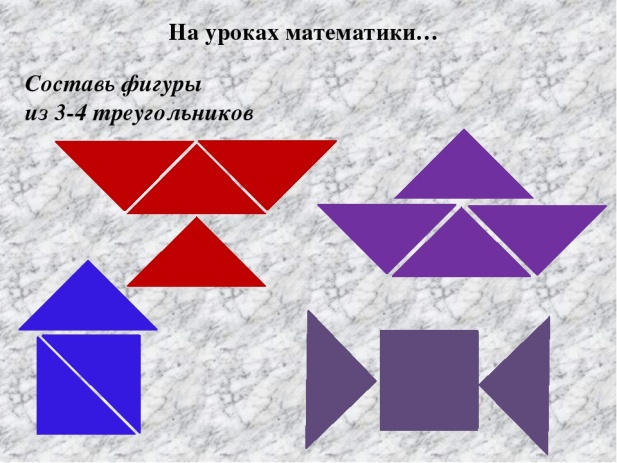 На уроках математики…
Составь фигуры
из 3-4 треугольников